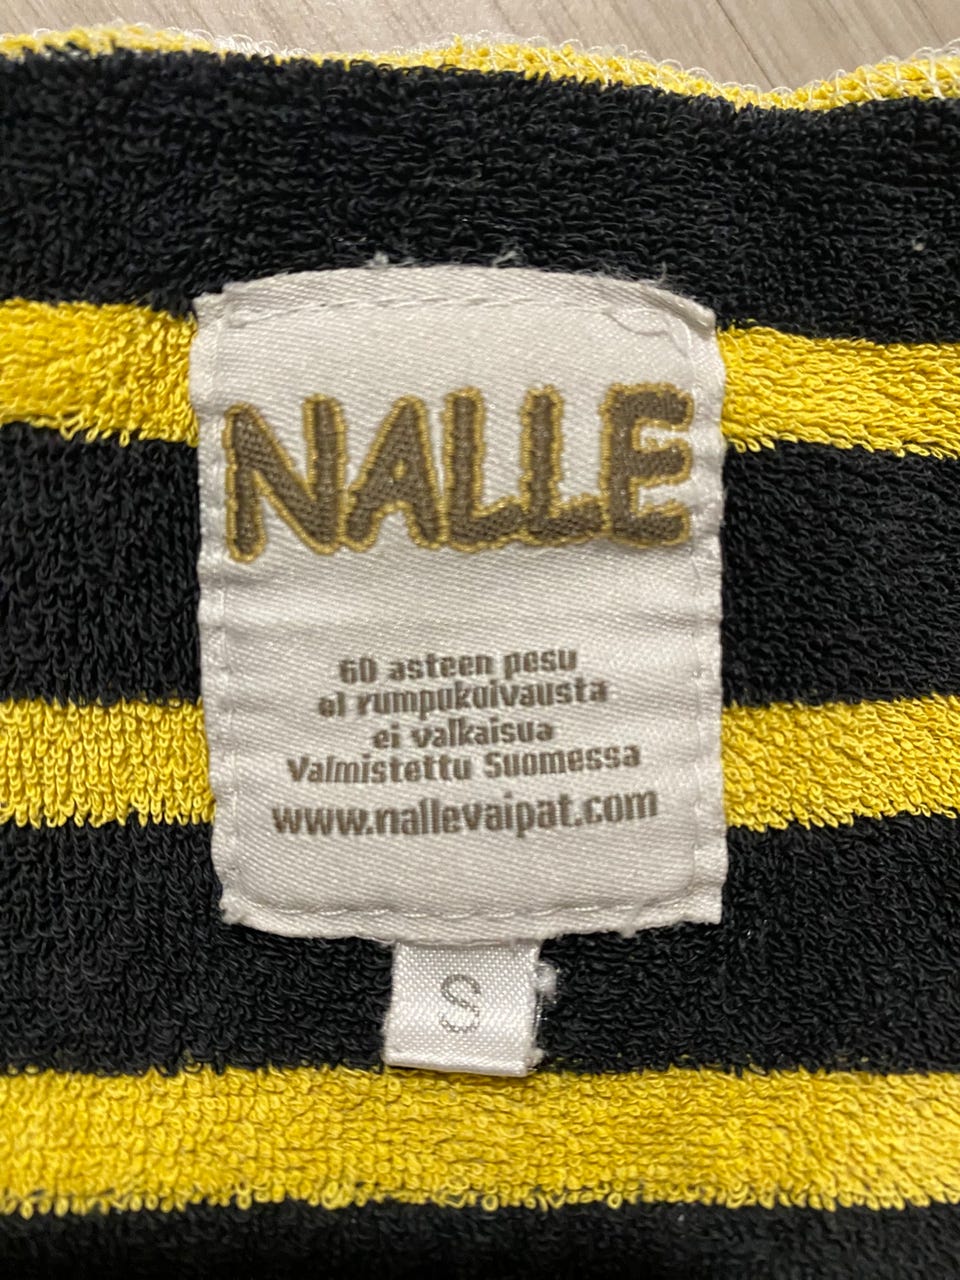 NALLE
60 asteen pesu
ei rumpukuivausta
ei valkaisua
Valmistettu Suomessa
www.nallevaipat.com
S